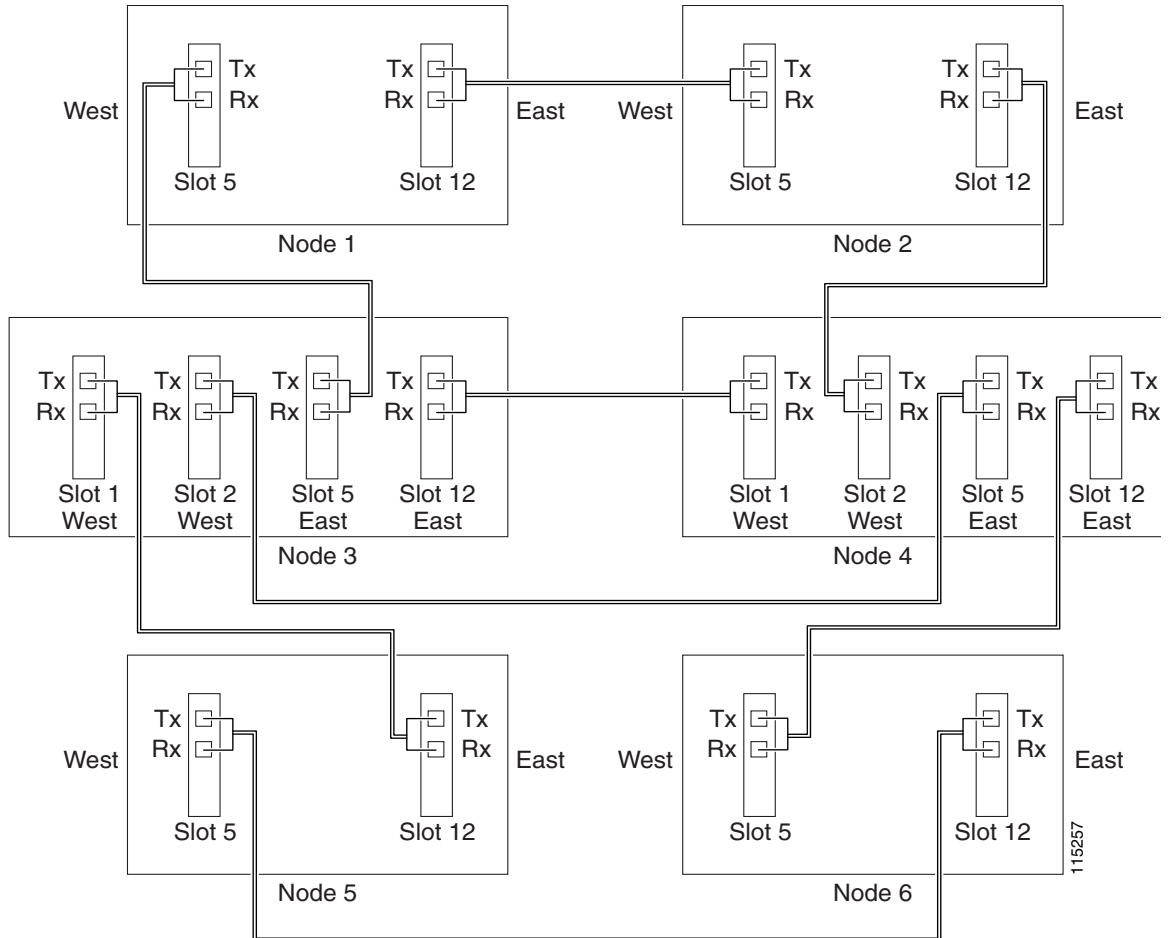 Tx Tx Tx Tx
Rx Rx Rx Rx
West East West East
Slot 5 Slot 12 Slot 5 Slot 12
Node 1 Node 2
Tx Tx Tx Tx Tx Tx Tx Tx
Rx Rx Rx Rx Rx Rx Rx Rx
Slot 1 Slot 2 Slot 5 Slot 12 Slot 1 Slot 2 Slot 5 Slot 12
West West East East West West East East
Node 3 Node 4
Tx Tx Tx Tx
Rx Rx Rx Rx
West East West East
Slot 5 Slot 12 Slot 5 Slot 12
115257
Node 5 Node 6